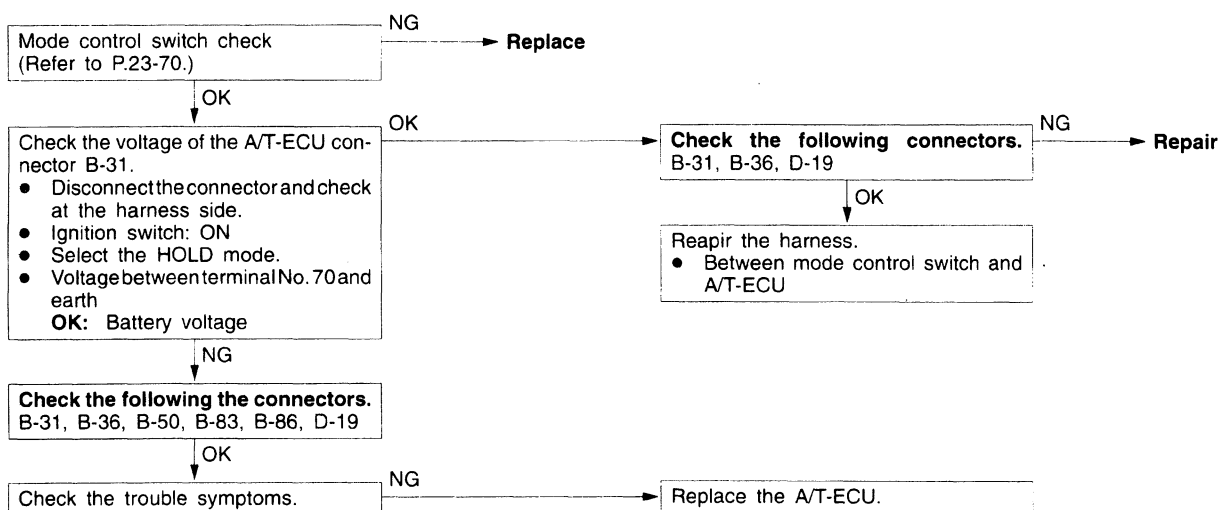 NG
Mode control switch check
(Refer to P.23-70.)
Replace
OK
Check the voltage of the A/T-ECU con-
nector B-31.
● Disconnect the connector and check
at the harness side.
● Ignition switch: ON
● Select the HOLD mode.
● Voltage between terminal No. 70 and
earth
OK: Battery voltage
OK
Check the following connectors.
B-31, B-36, D-19
NG
Repair
OK
Reapir the harness.
● Between mode control switch and
A/T-ECU
NG
Check the following the connectors.
B-31, B-36, B-50, B-83, B-86, D-19
OK
Check the trouble symptoms.
NG
Replace the A/T-ECU.